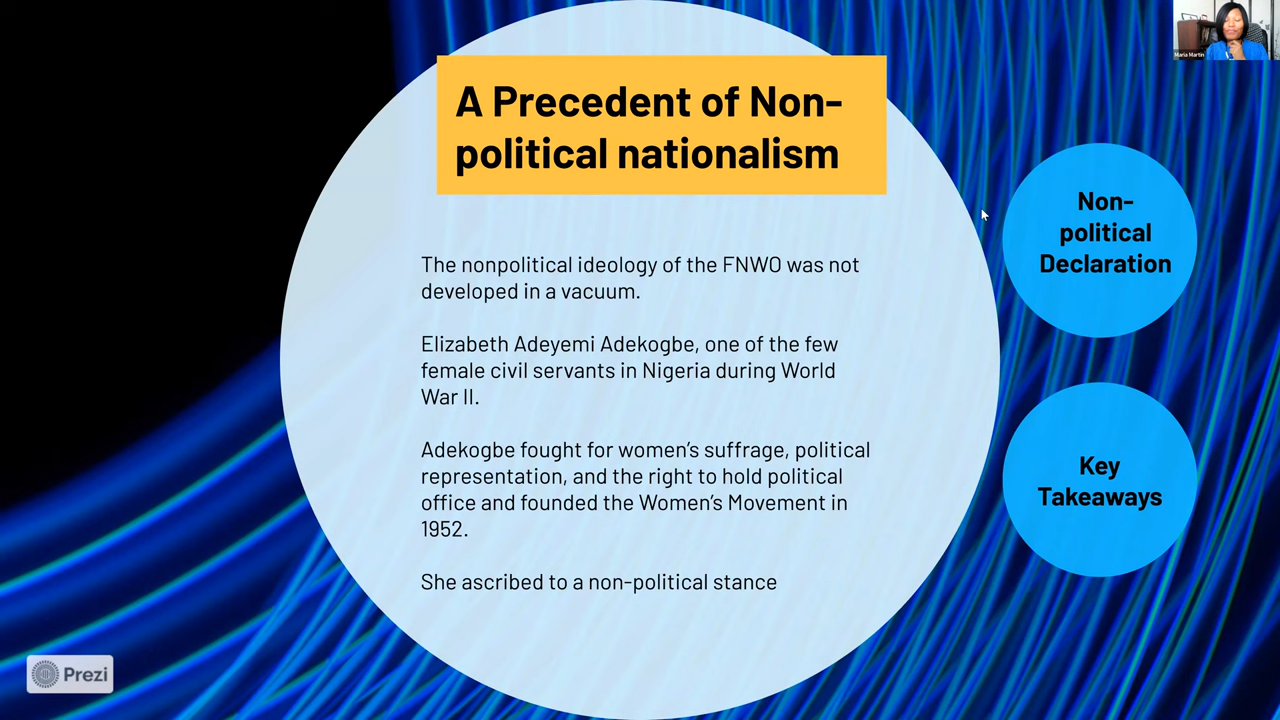 A Precedent of Non-
political nationalism
The nonpolitical ideology of the FNWO was not
developed in a vacuum.
Elizabeth Adeyemi Adekogbe, one of the few
female civil servants in Nigeria during World
War II.
Adekogbe fought for women's suffrage, political
representation, and the right to hold political
office and founded the Women's Movement in
1952.
She ascribed to a non-political stance
Non-
political
Declaration
Key
Takeaways
Maria Martin
Prezi